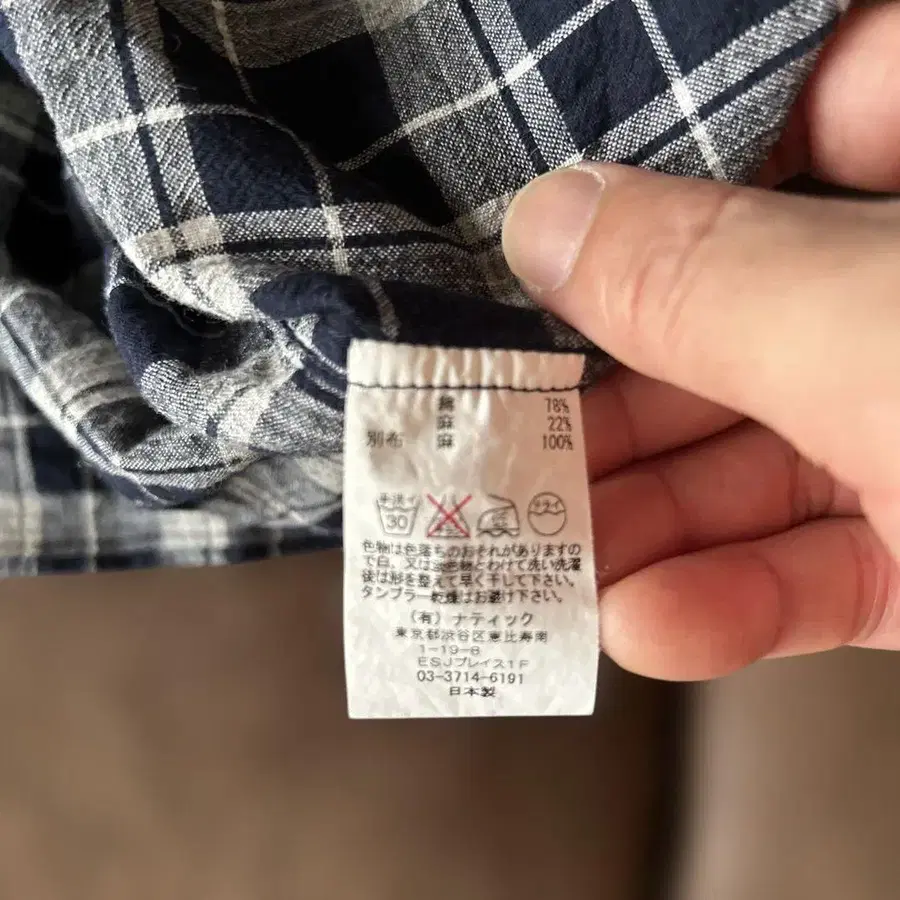 綿 78%
麻 22%
別布 麻 100%
手洗イ
30
ドライ
色物は色落ちのおそれがありますの
で白、又は淡色物とわけて洗い洗濯
後は形を整えて早く干して下さい。
タンブラー乾燥はお避け下さい。
(有) ナティック
東京都渋谷区恵比寿南
1-19-8
ESJプレイス1F
03-3714-6191
日本製